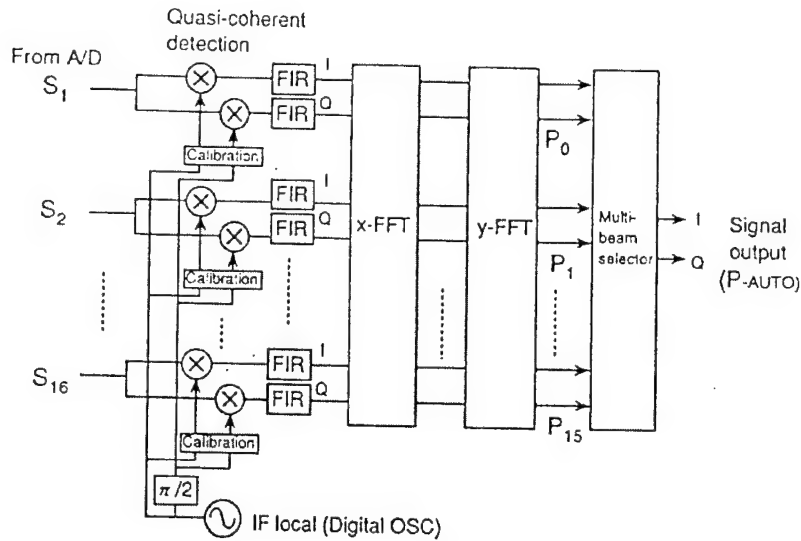 Quasi-coherent
detection
From A/D
S1
FIR
I
FIR
Q
Calibration
S2
FIR
I
FIR
Q
Calibration
S16
FIR
I
FIR
Q
Calibration
π/2
IF local (Digital OSC)
x-FFT
y-FFT
P0
P1
P15
Multi-
beam
selector
I
Q
Signal
output
(P-AUTO)